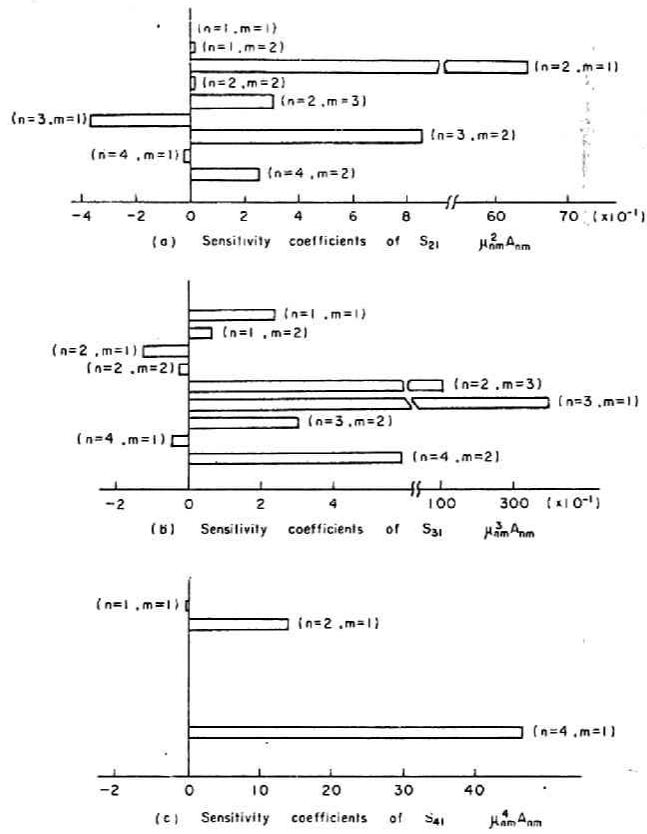 (n=1,m=1)
(n=1,m=2)
(n=2,m=1)
(n=2,m=2)
(n=2,m=3)
(n=3,m=1)
(n=3,m=2)
(n=4,m=1)
(n=4,m=2)
-4 -2 0 2 4 6 8 60 70 (x10⁻¹)
(a) Sensitivity coefficients of S₂₁ μ²ₙₘAₙₘ
(n=1,m=1)
(n=1,m=2)
(n=2,m=1)
(n=2,m=2)
(n=2,m=3)
(n=3,m=1)
(n=3,m=2)
(n=4,m=1)
(n=4,m=2)
-2 0 2 4 100 300 (x10⁻¹)
(b) Sensitivity coefficients of S₃₁ μ³ₙₘAₙₘ
(n=1,m=1)
(n=2,m=1)
(n=4,m=1)
-2 0 10 20 30 40
(c) Sensitivity coefficients of S₄₁ μ⁴ₙₘAₙₘ